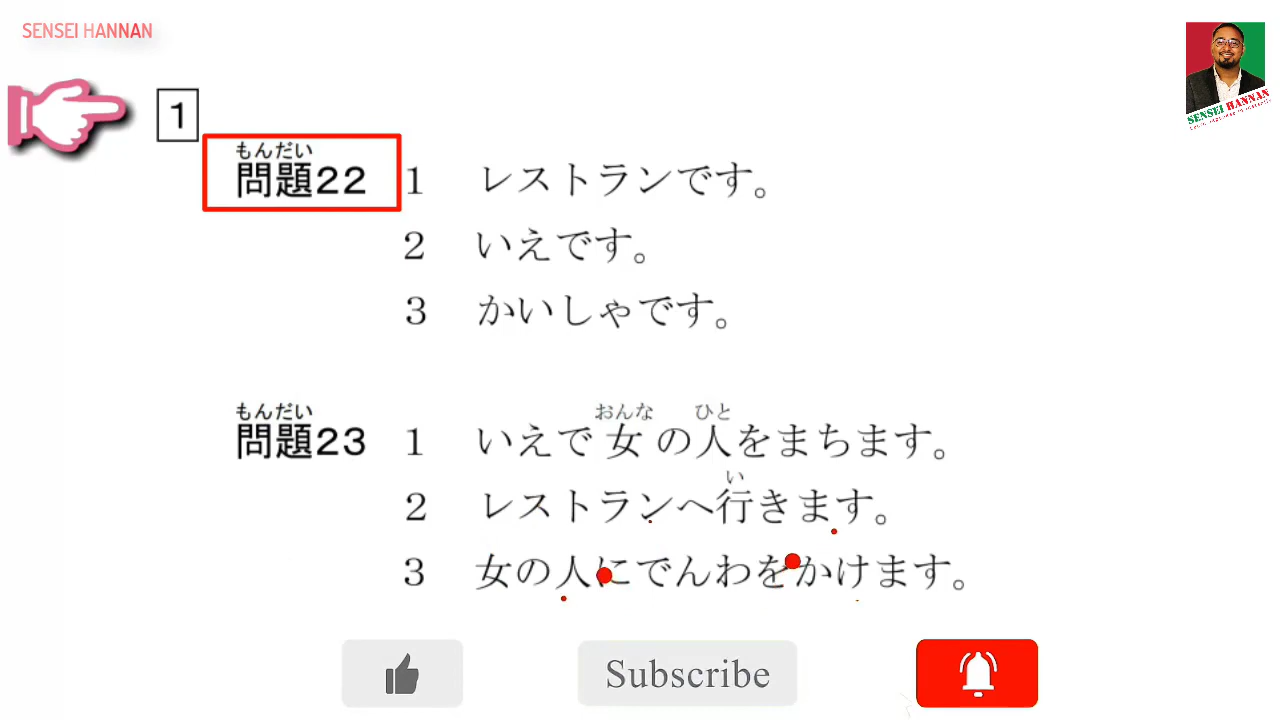 SENSEI HANNAN
SENSEI HANNAN
1
もんだい
問題22 1 レストランです。
2 いえです。
3 かいしゃです。
もんだい おんな ひと
問題23 1 いえで女の人をまちます。
い
2 レストランへ行きます。
3 女の人にでんわをかけます。
Subscribe